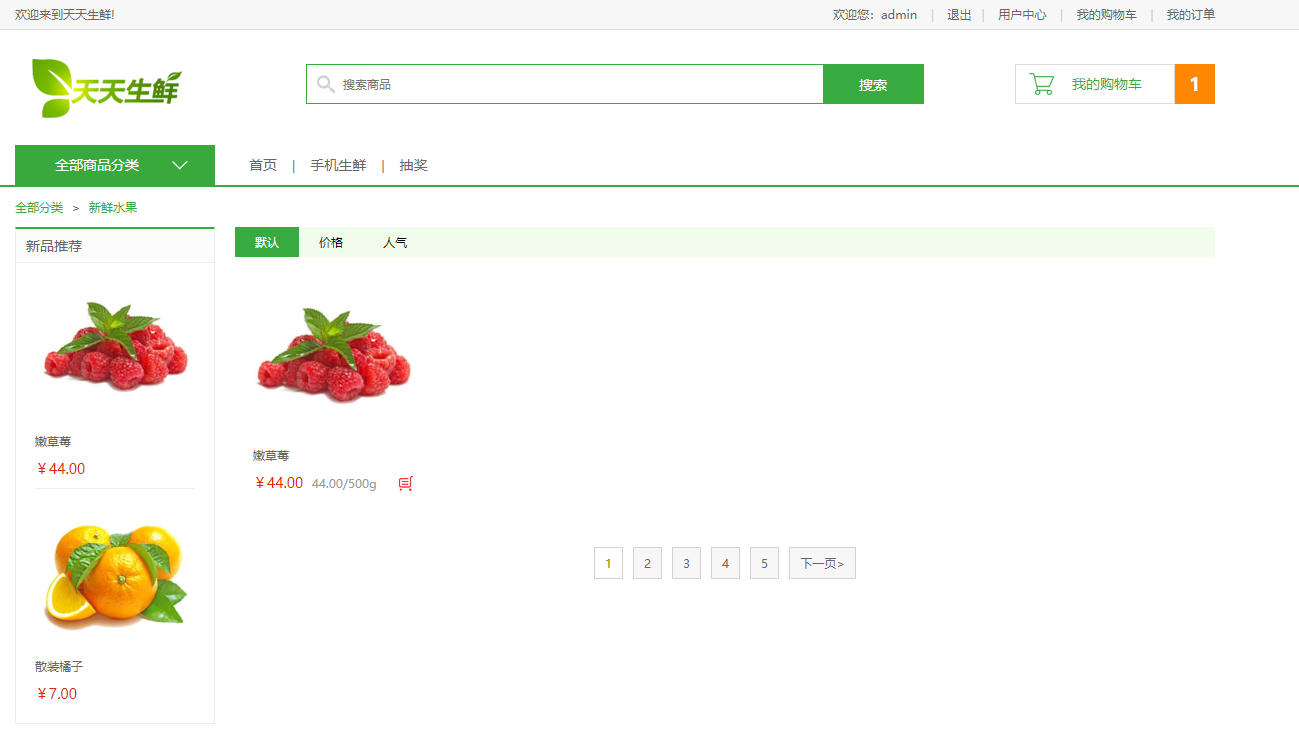 欢迎来到天天生鲜!
欢迎您：admin | 退出 | 用户中心 | 我的购物车 | 我的订单
天天生鲜
搜索商品
搜索
我的购物车
1
全部商品分类
首页 | 手机生鲜 | 抽奖
全部分类 > 新鲜水果
新品推荐
嫩草莓
￥44.00
散装橘子
￥7.00
默认 价格 人气
嫩草莓
￥44.00 44.00/500g
1 2 3 4 5 下一页>